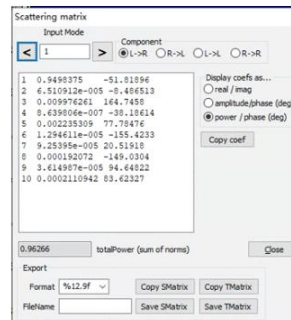 Scattering matrix
Input Mode
< 1 >
Component
L->R R->L L->L R->R
1 0.9498375 -51.81896
2 6.510912e-005 -8.486513
3 0.009976261 164.7458
4 8.639806e-007 -38.18614
5 0.002235309 77.78476
6 1.294611e-005 -155.4233
7 9.25395e-005 20.51918
8 0.000192072 -149.0304
9 3.614987e-005 94.64822
10 0.0002110942 83.62327
Display coefs as...
real / imag
amplitude/phase (deg
power / phase (deg)
Copy coef
0.96266 totalPower (sum of norms) Close
Export
Format %12.9f Copy SMatrix Copy TMatrix
FileName Save SMatrix Save TMatrix